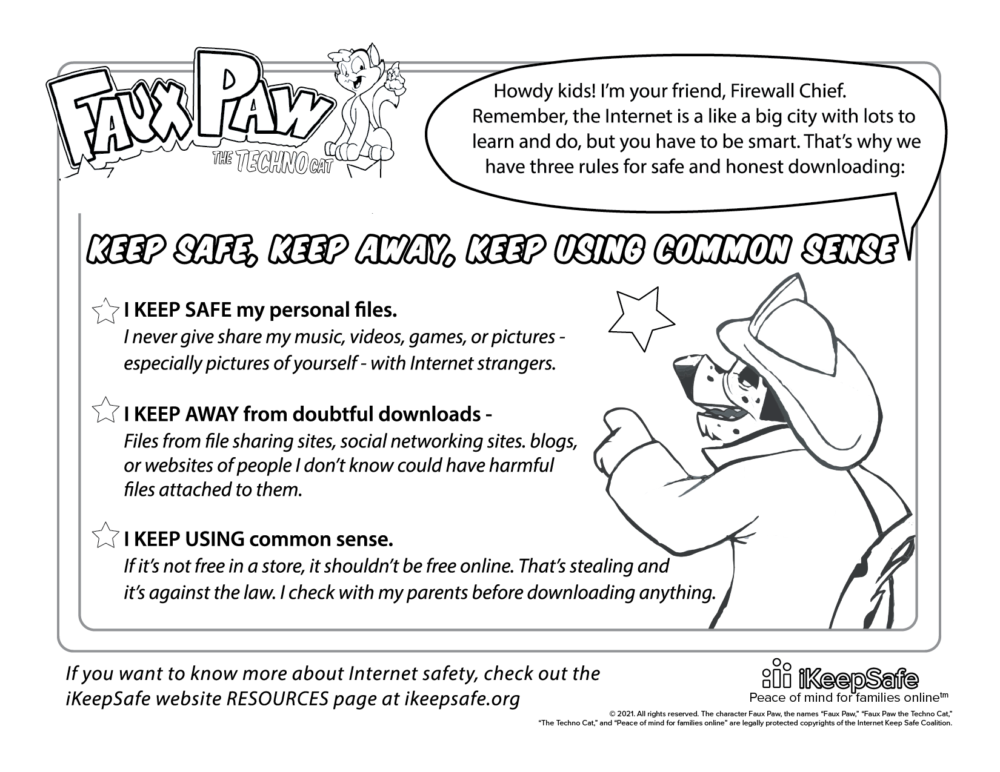 FAUX PAW
THE TECHNO CAT
Howdy kids! I'm your friend, Firewall Chief.
Remember, the Internet is a like a big city with lots to
learn and do, but you have to be smart. That's why we
have three rules for safe and honest downloading:
KEEP SAFE, KEEP AWAY, KEEP USING COMMON SENSE
I KEEP SAFE my personal files.
I never give share my music, videos, games, or pictures -
especially pictures of yourself - with Internet strangers.
I KEEP AWAY from doubtful downloads -
Files from file sharing sites, social networking sites. blogs,
or websites of people I don't know could have harmful
files attached to them.
I KEEP USING common sense.
If it's not free in a store, it shouldn't be free online. That's stealing and
it's against the law. I check with my parents before downloading anything.
If you want to know more about Internet safety, check out the
iKeepSafe website RESOURCES page at ikeepsafe.org
iKeepSafe
Peace of mind for families online™
© 2021. All rights reserved. The character Faux Paw, the names "Faux Paw," "Faux Paw the Techno Cat,"
"The Techno Cat," and "Peace of mind for families online" are legally protected copyrights of the Internet Keep Safe Coalition.